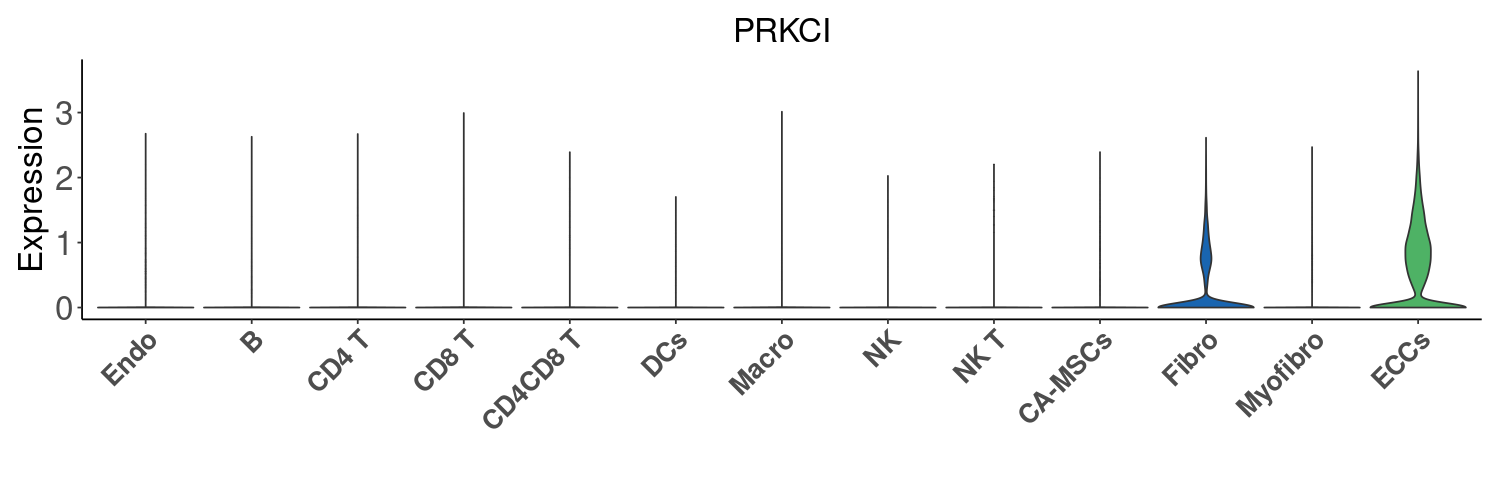 PRKCI
Expression
3
2
1
0
Endo
B
CD4 T
CD8 T
CD4CD8 T
DCs
Macro
NK
NK T
CA-MSCs
Fibro
Myofibro
ECCs